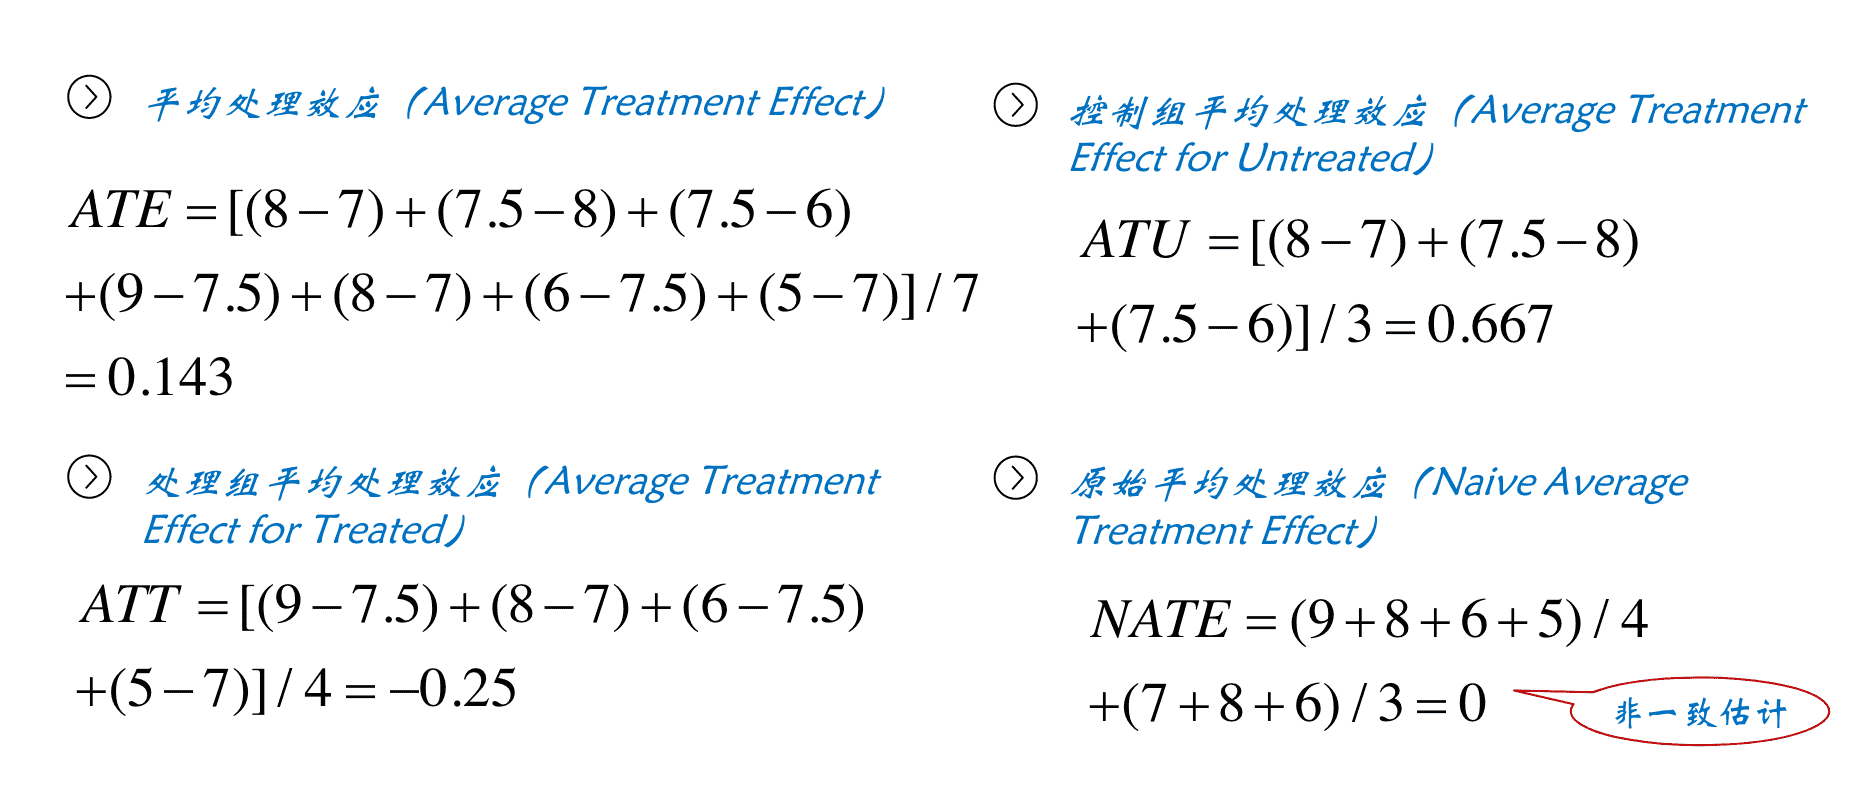 平均处理效应（Average Treatment Effect）
ATE = [(8 − 7) + (7.5 − 8) + (7.5 − 6)
+(9 − 7.5) + (8 − 7) + (6 − 7.5) + (5 − 7)] / 7
= 0.143
处理组平均处理效应（Average Treatment
Effect for Treated）
ATT = [(9 − 7.5) + (8 − 7) + (6 − 7.5)
+(5 − 7)] / 4 = −0.25
控制组平均处理效应（Average Treatment
Effect for Untreated）
ATU = [(8 − 7) + (7.5 − 8)
+(7.5 − 6)] / 3 = 0.667
原始平均处理效应（Naive Average
Treatment Effect）
NATE = (9 + 8 + 6 + 5) / 4
+(7 + 8 + 6) / 3 = 0
非一致估计